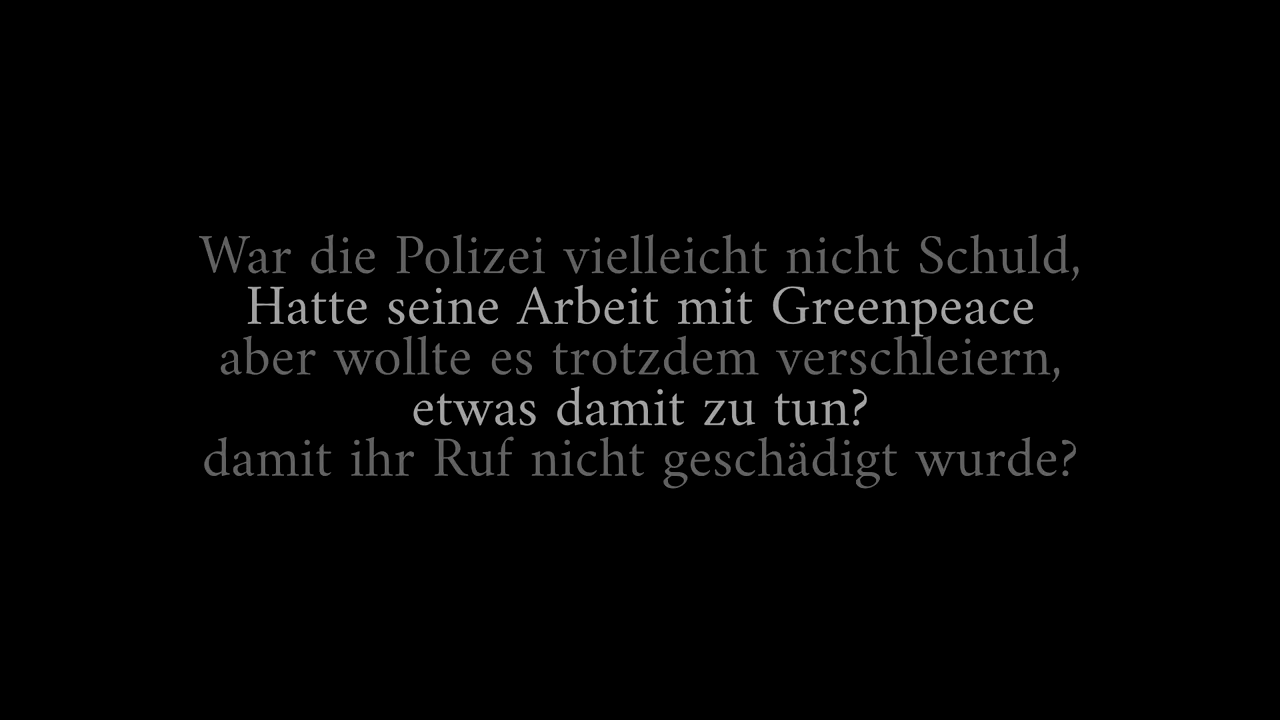 War die Polizei vielleicht nicht Schuld,
Hatte seine Arbeit mit Greenpeace
aber wollte es trotzdem verschleiern,
etwas damit zu tun?
damit ihr Ruf nicht geschädigt wurde?